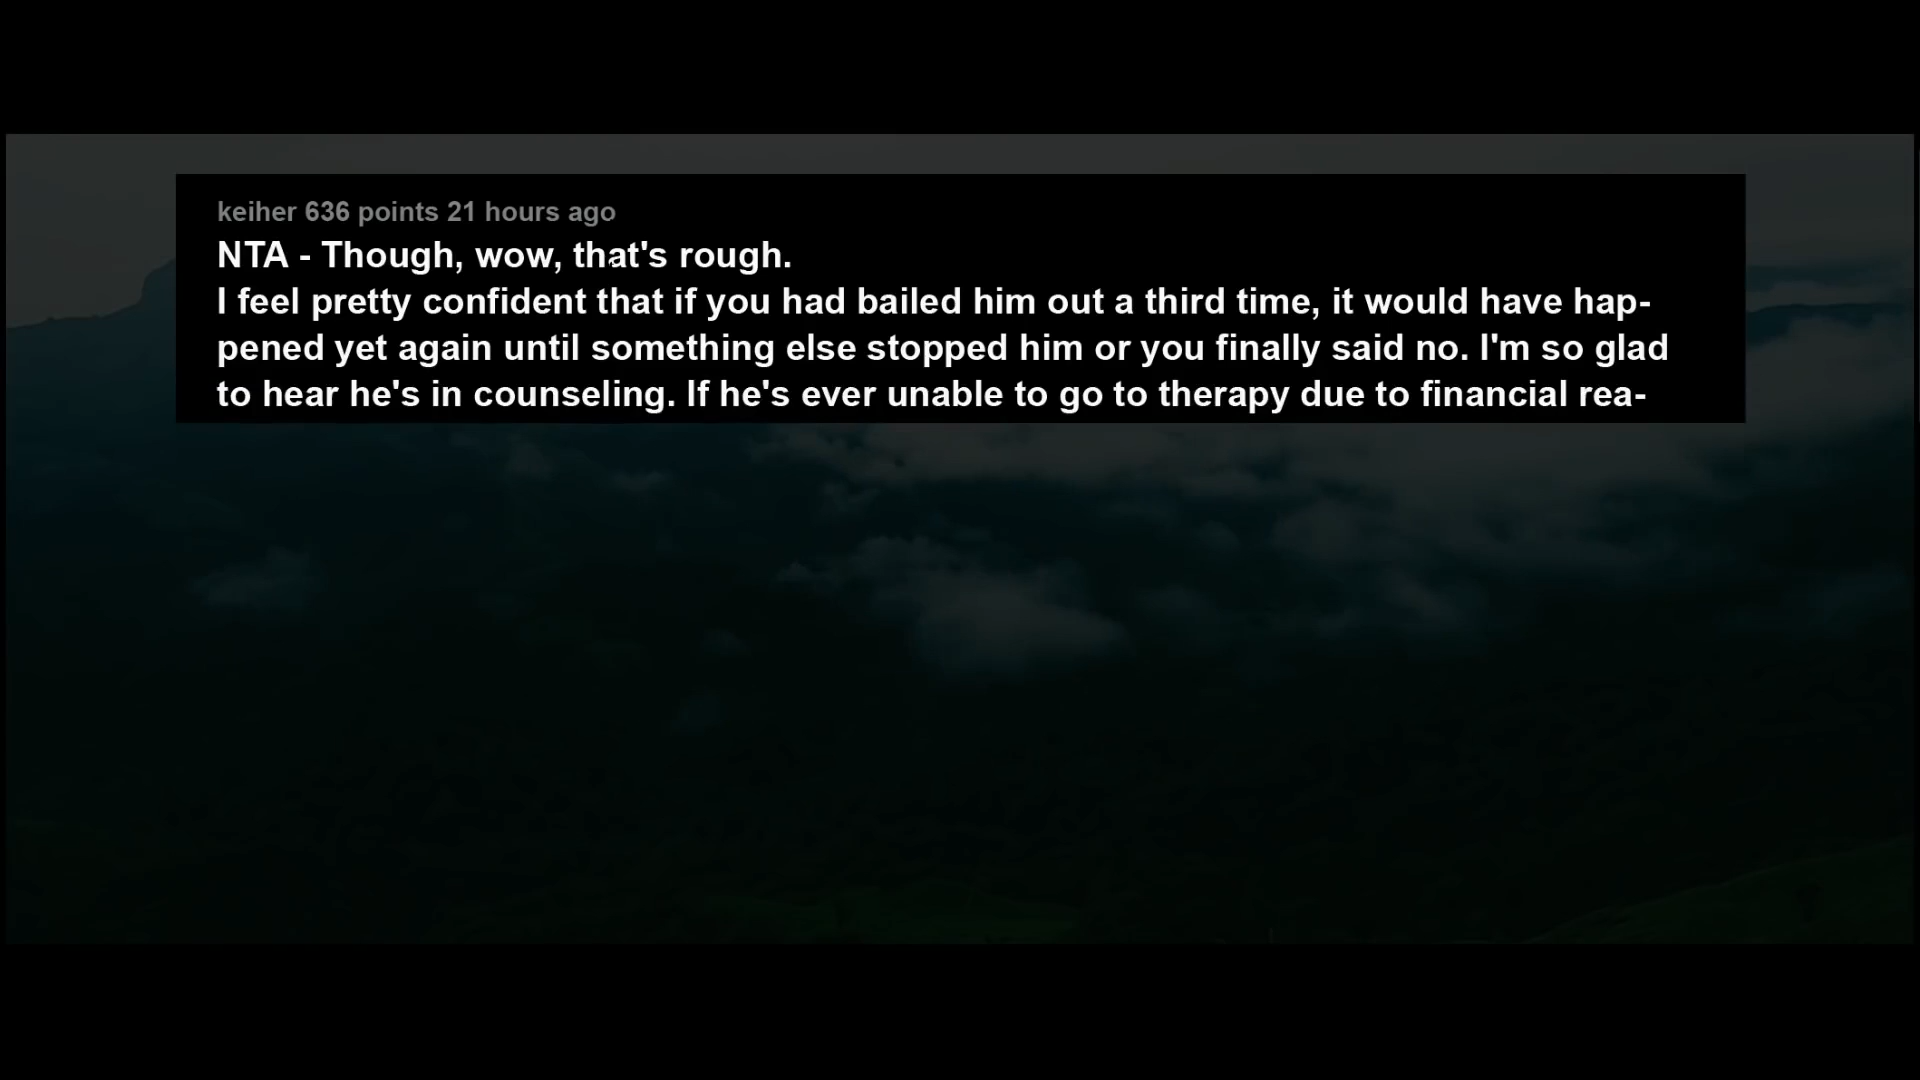 keiher 636 points 21 hours ago
NTA - Though, wow, that's rough.
I feel pretty confident that if you had bailed him out a third time, it would have hap-
pened yet again until something else stopped him or you finally said no. I'm so glad
to hear he's in counseling. If he's ever unable to go to therapy due to financial rea-